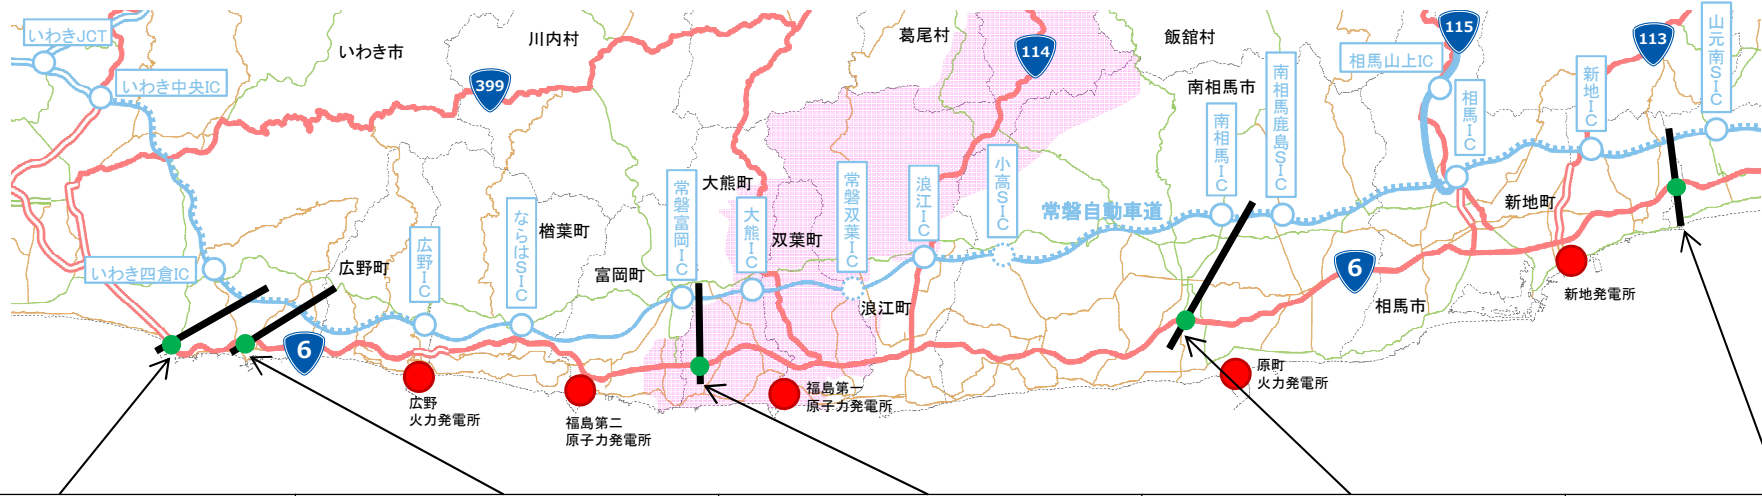 いわきJCT
いわき市
川内村
葛尾村
飯舘村
115
113
山元南SIC
114
相馬山上IC
新地IC
いわき中央IC
399
南相馬市
南相馬鹿島SIC
相馬IC
南相馬IC
大熊町
常磐富岡IC
常磐双葉IC
浪江IC
小高SIC
常磐自動車道
新地町
ならはSIC
楢葉町
大熊IC
双葉町
広野IC
いわき四倉IC
広野町
富岡町
6
新地発電所
浪江町
相馬市
6
原町
火力発電所
福島第一
原子力発電所
広野
火力発電所
福島第二
原子力発電所